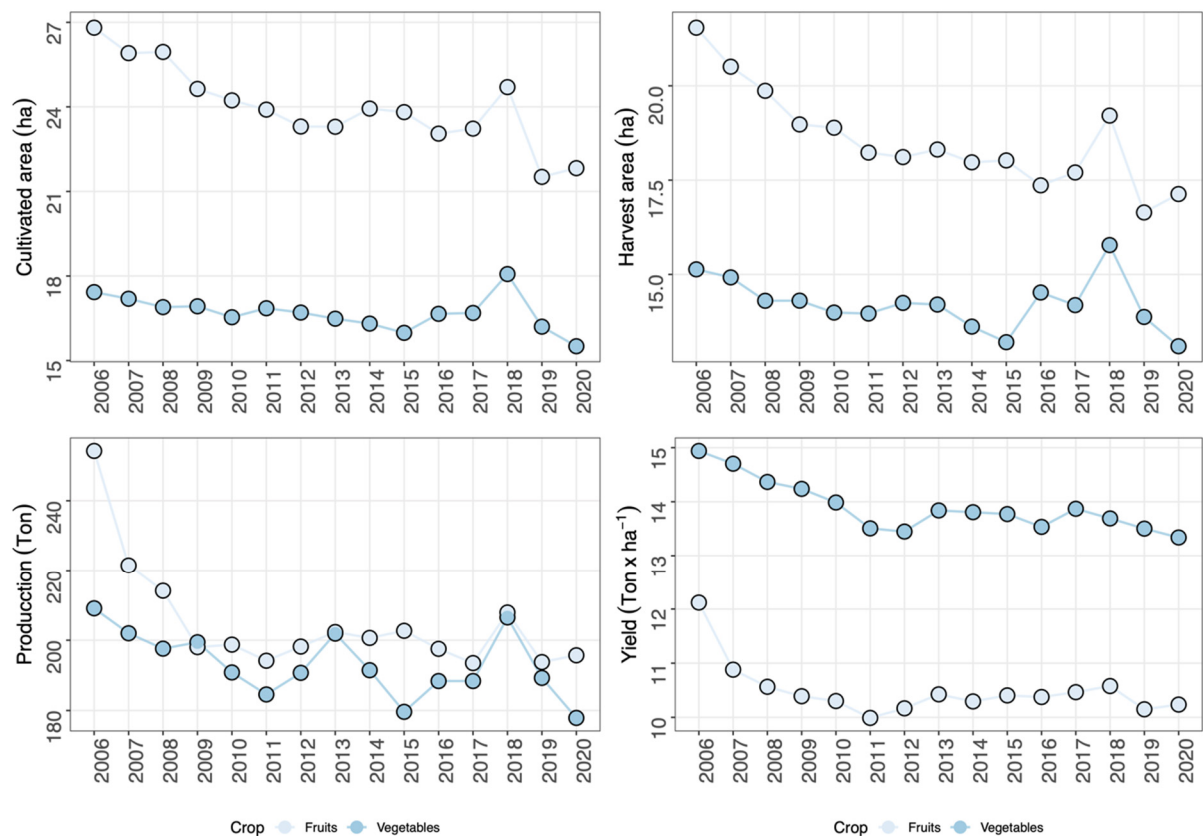 Cultivated area (ha)
27
24
21
18
15
2006 2007 2008 2009 2010 2011 2012 2013 2014 2015 2016 2017 2018 2019 2020
Harvest area (ha)
20.0
17.5
15.0
2006 2007 2008 2009 2010 2011 2012 2013 2014 2015 2016 2017 2018 2019 2020
Producction (Ton)
240
220
200
180
2006 2007 2008 2009 2010 2011 2012 2013 2014 2015 2016 2017 2018 2019 2020
Yield (Ton x ha⁻¹)
15
14
13
12
11
10
2006 2007 2008 2009 2010 2011 2012 2013 2014 2015 2016 2017 2018 2019 2020
Crop Fruits Vegetables
Crop Fruits Vegetables